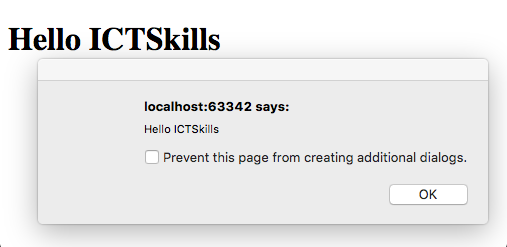 Hello ICTSkills
localhost:63342 says:
Hello ICTSkills
Prevent this page from creating additional dialogs.
OK